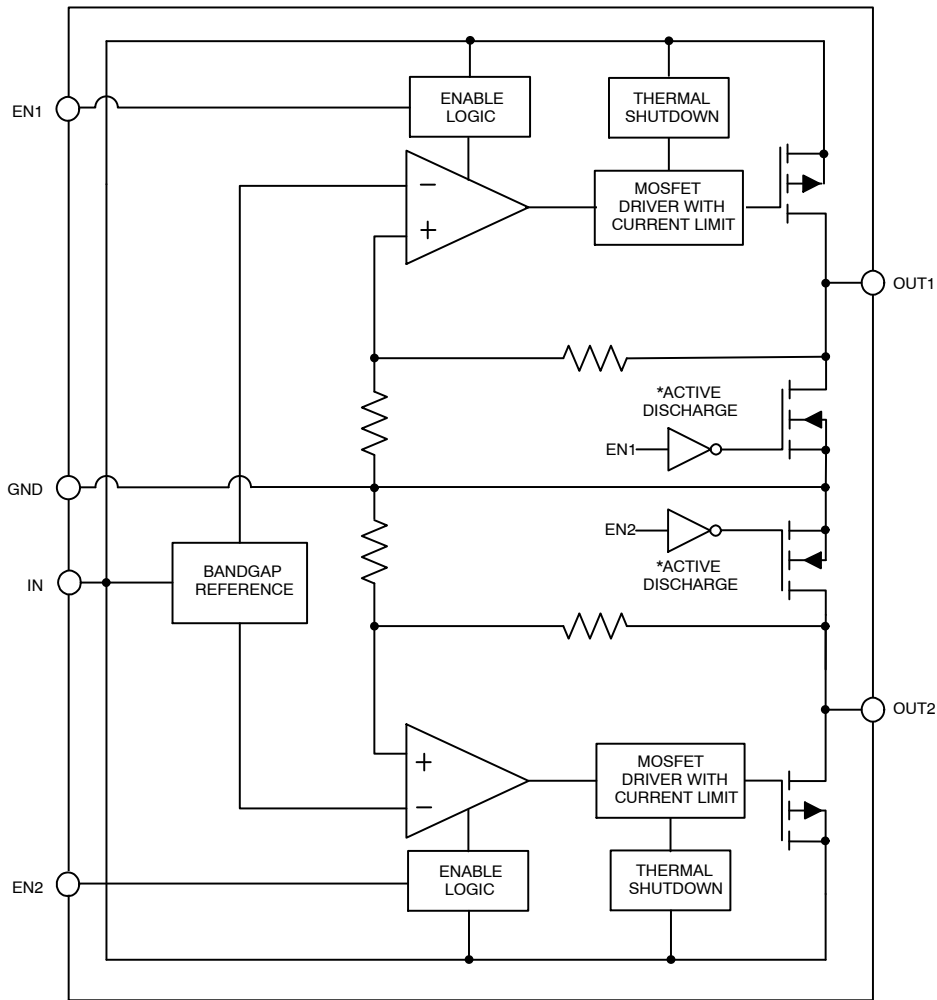 EN1
ENABLE
LOGIC
THERMAL
SHUTDOWN
−
+
MOSFET
DRIVER WITH
CURRENT LIMIT
OUT1
*ACTIVE
DISCHARGE
EN1
GND
EN2
*ACTIVE
DISCHARGE
IN
BANDGAP
REFERENCE
OUT2
+
−
MOSFET
DRIVER WITH
CURRENT LIMIT
EN2
ENABLE
LOGIC
THERMAL
SHUTDOWN